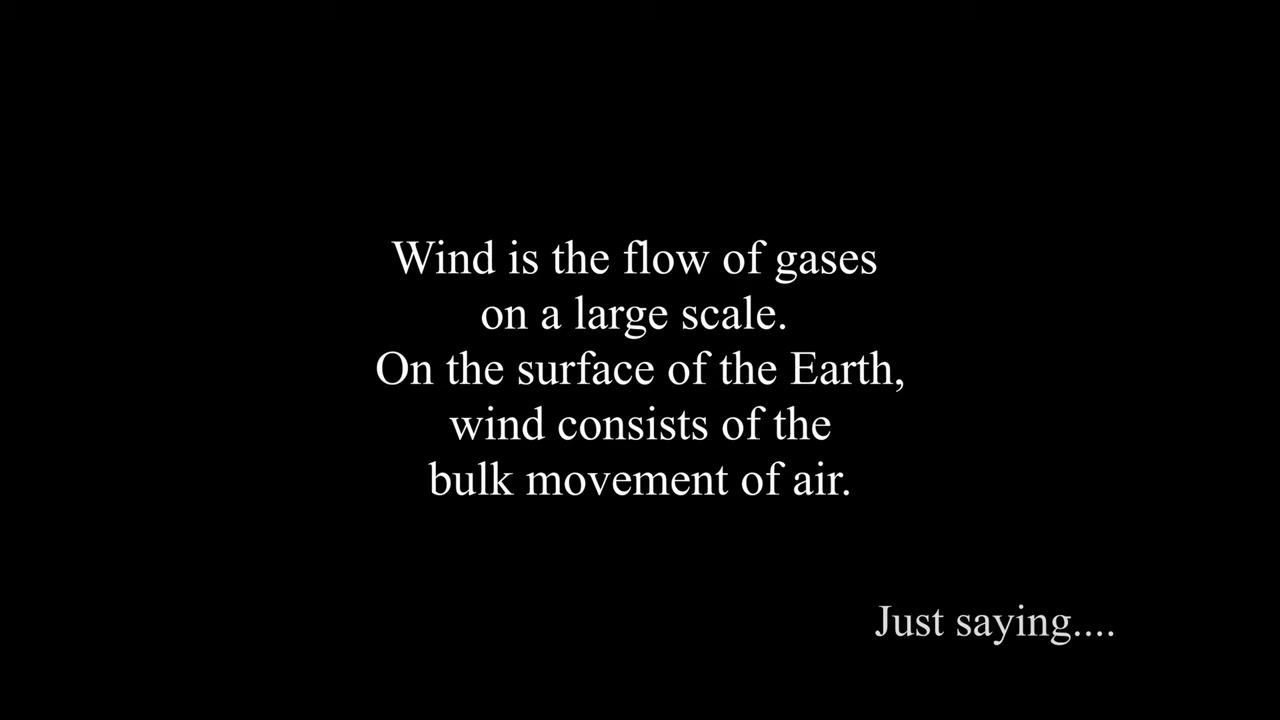 Wind is the flow of gases
on a large scale.
On the surface of the Earth,
wind consists of the
bulk movement of air.
Just saying....